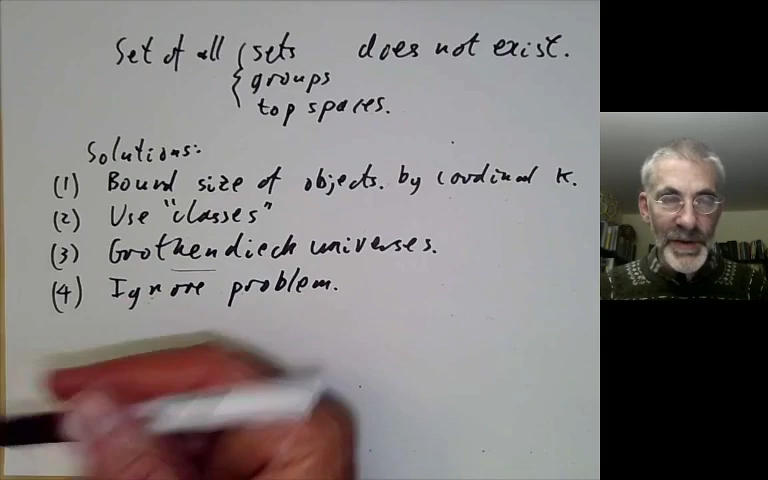 Set of all { sets does not exist.
groups
top spaces.
Solutions:
(1) Bound size of objects. by cardinal K.
(2) Use "classes"
(3) Grothendieck universes.
(4) Ignore problem.